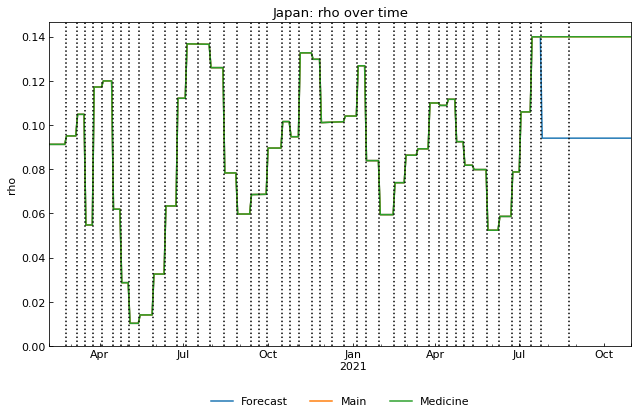 Japan: rho over time
rho
0.14
0.12
0.10
0.08
0.06
0.04
0.02
0.00
Apr Jul Oct Jan Apr Jul Oct
2021
Forecast Main Medicine